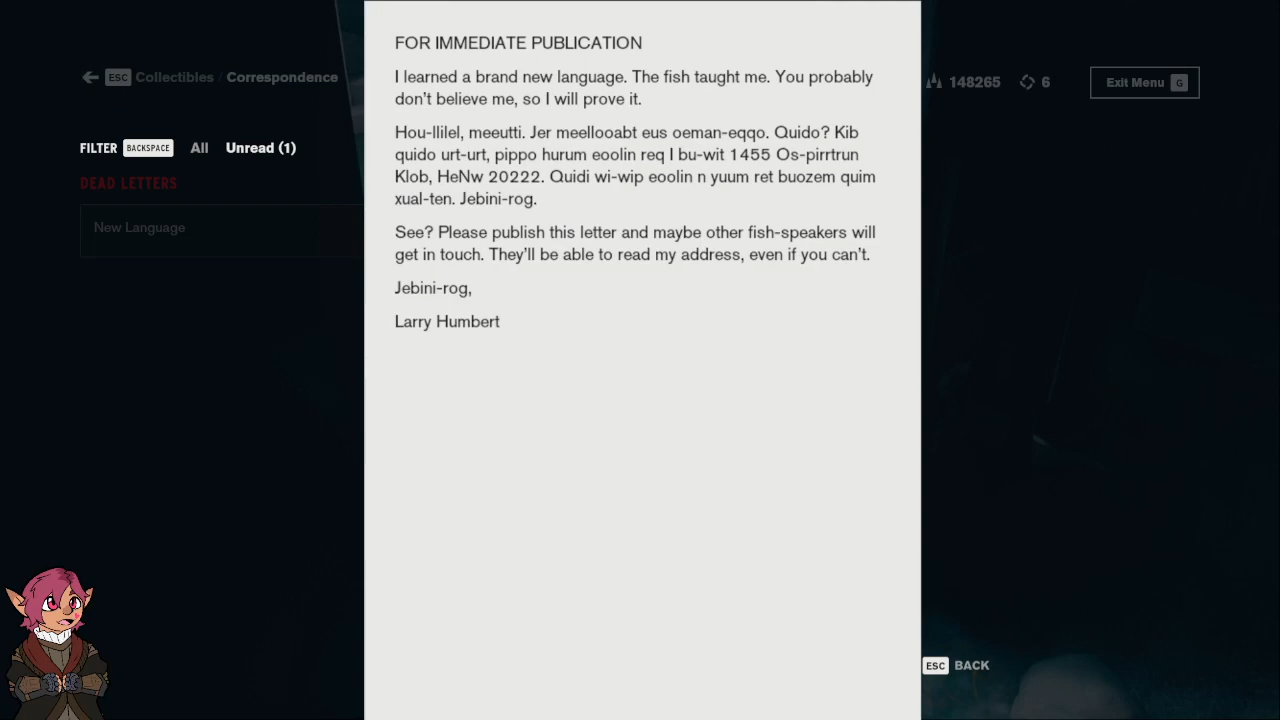 ← ESC Collectibles / Correspondence
148265 6 Exit Menu G
FILTER BACKSPACE All Unread (1)
DEAD LETTERS
New Language
FOR IMMEDIATE PUBLICATION
I learned a brand new language. The fish taught me. You probably
don't believe me, so I will prove it.
Hou-llilel, meeutti. Jer meellooabt eus oeman-eqqo. Quido? Kib
quido urt-urt, pippo hurum eoolin req I bu-wit 1455 Os-pirrtrun
Klob, HeNw 20222. Quidi wi-wip eoolin n yuum ret buozem quim
xual-ten. Jebini-rog.
See? Please publish this letter and maybe other fish-speakers will
get in touch. They'll be able to read my address, even if you can't.
Jebini-rog,
Larry Humbert
ESC BACK